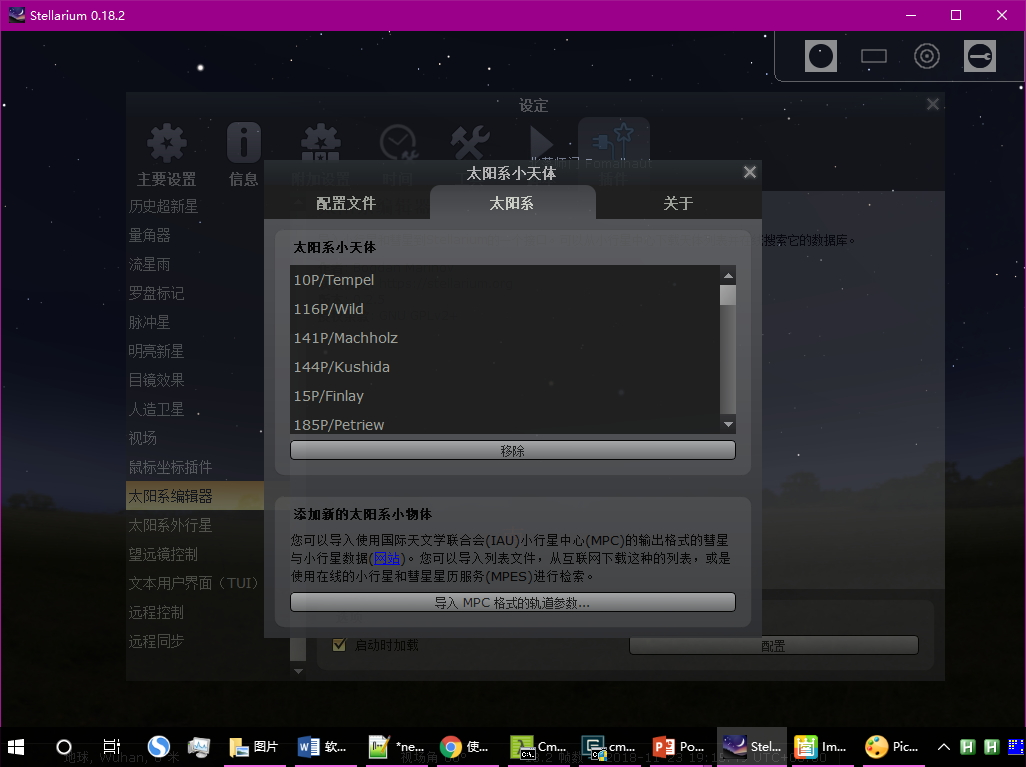 Stellarium 0.18.2
设定
主要设置
信息
太阳系小天体
配置文件
太阳系
关于
历史超新星
量角器
流星雨
罗盘标记
脉冲星
明亮新星
目镜效果
人造卫星
视场
鼠标坐标插件
太阳系编辑器
太阳系外行星
望远镜控制
文本用户界面（TUI）
远程控制
远程同步
搜索它的数据库。
太阳系小天体
10P/Tempel
116P/Wild
141P/Machholz
144P/Kushida
15P/Finlay
185P/Petriew
移除
添加新的太阳系小物体
您可以导入使用国际天文学联合会(IAU)小行星中心(MPC)的输出格式的彗星
与小行星数据(网站)。您可以导入列表文件，从互联网下载这种的列表，或是
使用在线的小行星和彗星星历服务(MPES)进行检索。
导入 MPC 格式的轨道参数...
启动时加载
配置
图片
软...
*ne...
使...
Cm...
cm...
Po...
Stel...
Im...
Pic...
地球, Wuhan,
视场角
2018-11-23